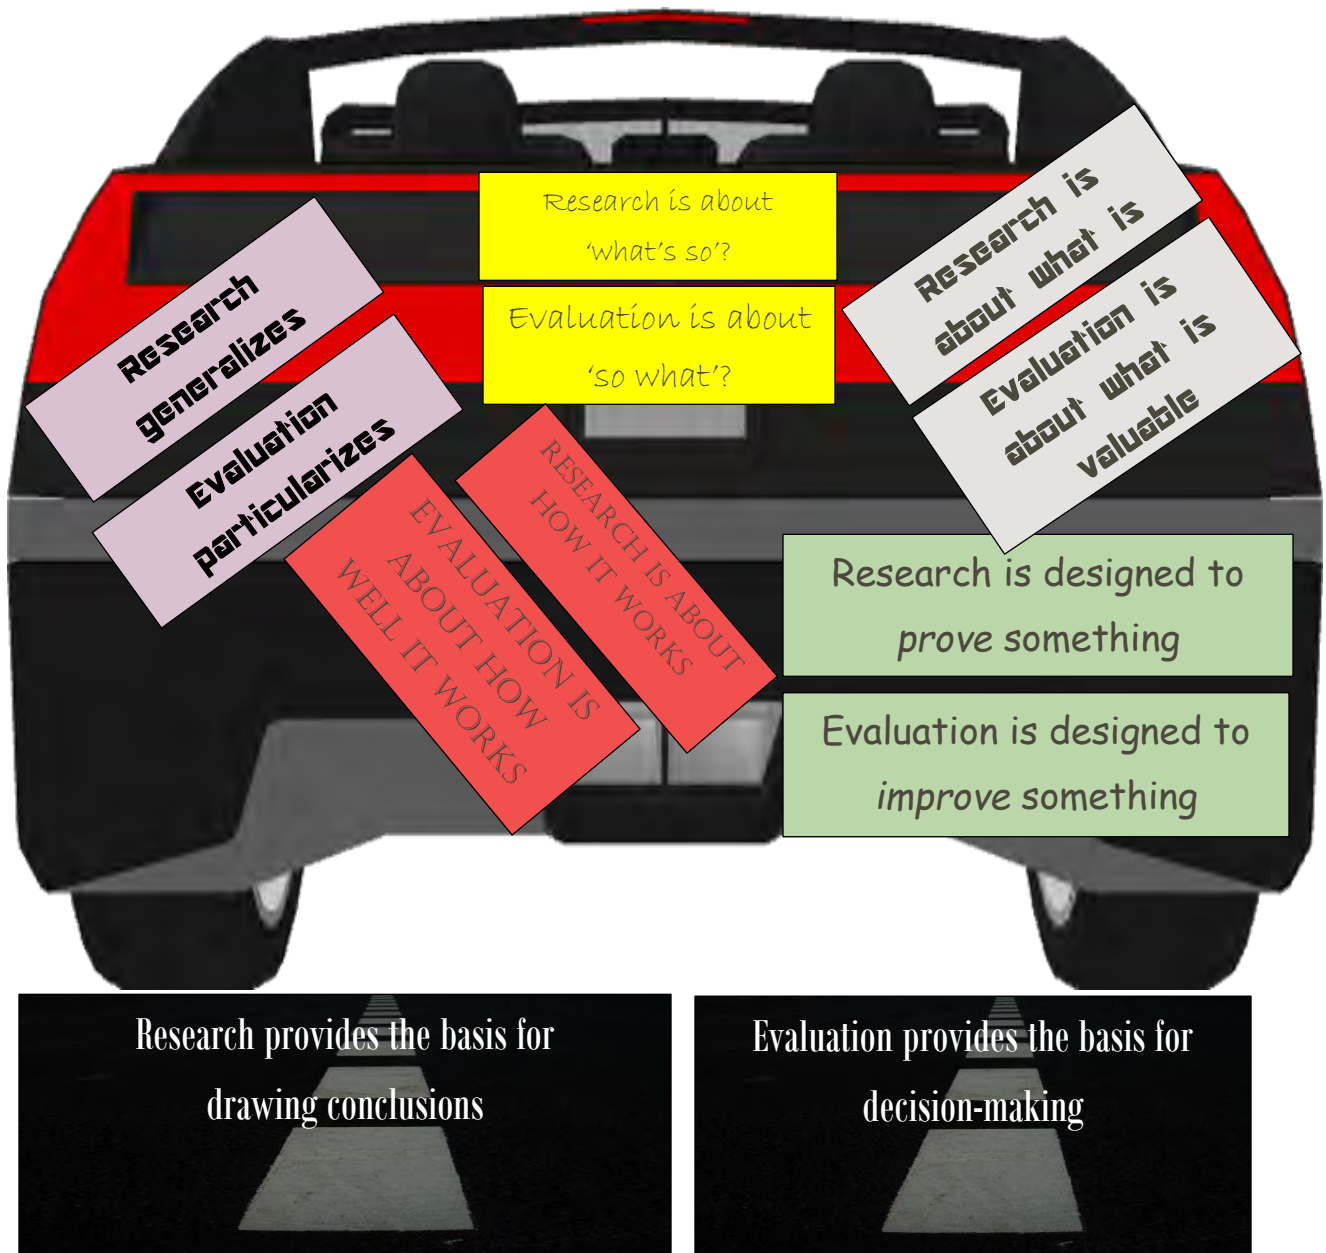 Research is about
'what's so'?
Evaluation is about
'so what'?
Research is
about what is
Evaluation is
about what is
valuable
Research
generalizes
Evaluation
particularizes
RESEARCH IS ABOUT
HOW IT WORKS
EVALUATION IS
ABOUT HOW
WELL IT WORKS
Research is designed to
prove something
Evaluation is designed to
improve something
Research provides the basis for
drawing conclusions
Evaluation provides the basis for
decision-making